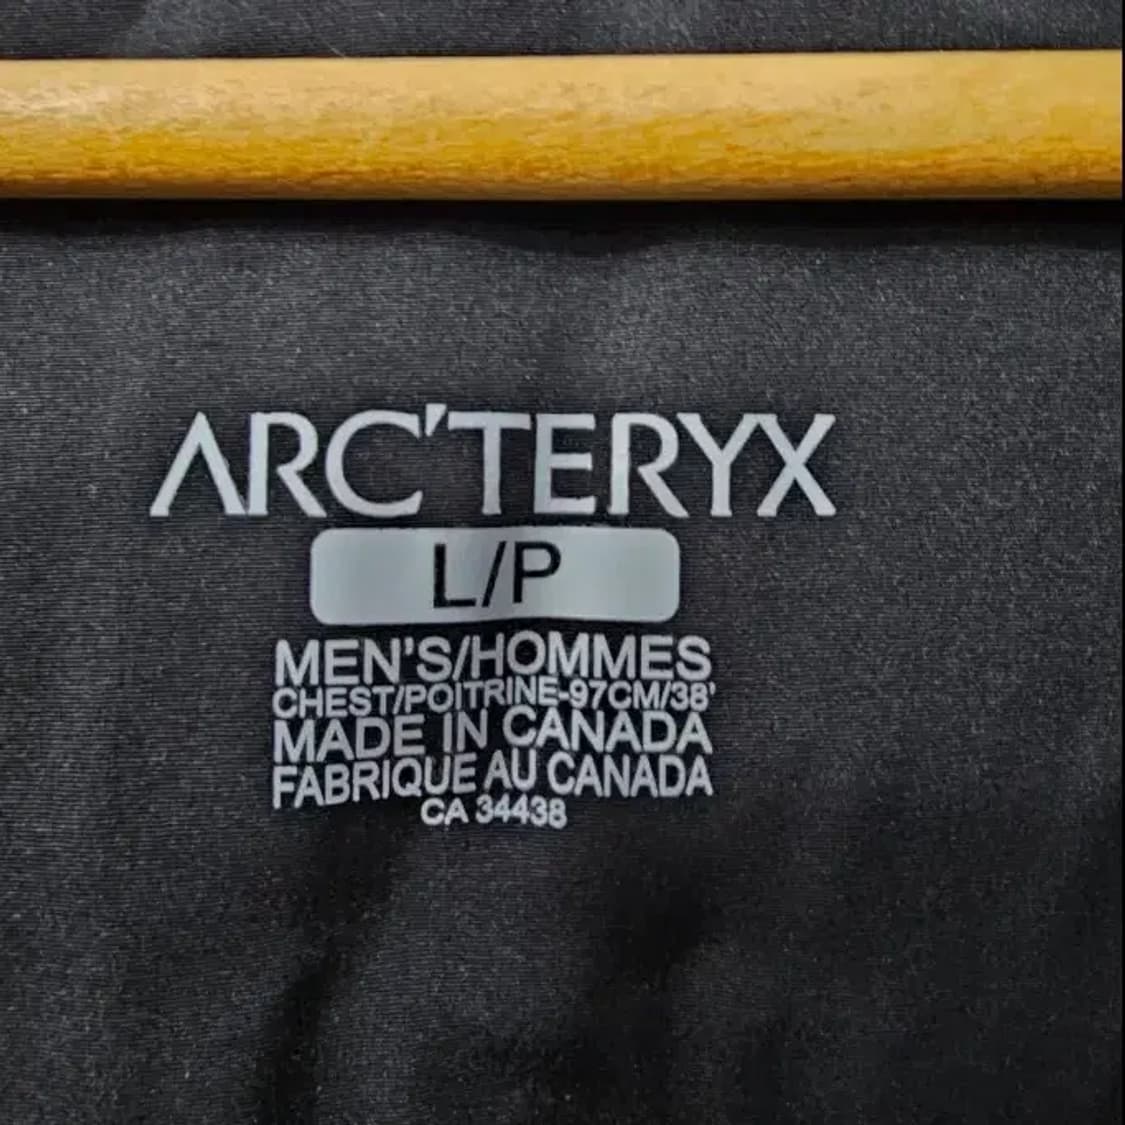 ARC'TERYX
L/P
MEN'S/HOMMES
CHEST/POITRINE-97CM/38'
MADE IN CANADA
FABRIQUE AU CANADA
CA 34438